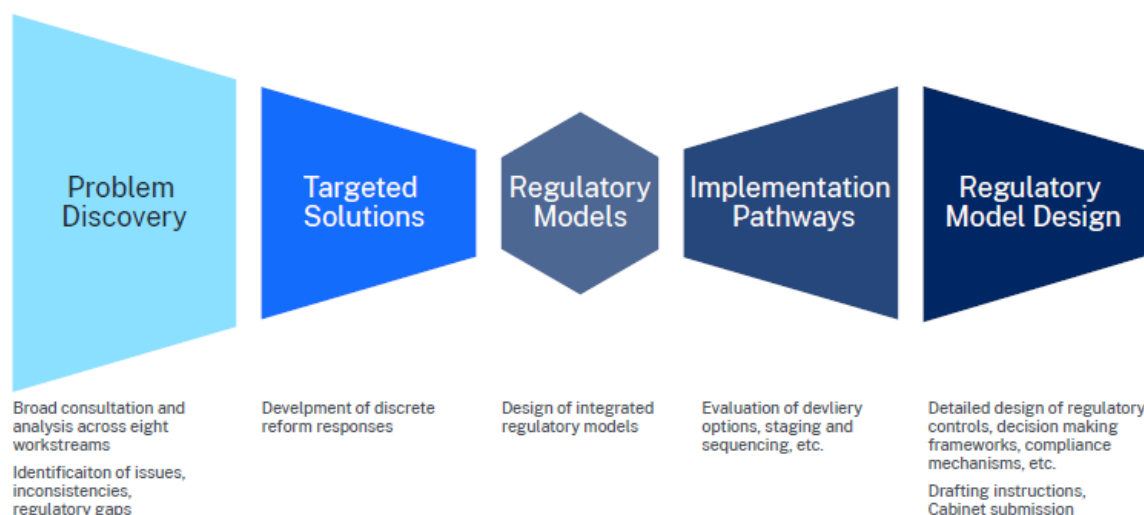 Problem
Discovery
Targeted
Solutions
Regulatory
Models
Implementation
Pathways
Regulatory
Model Design
Broad consultation and
analysis across eight
workstreams
Identificaiton of issues,
inconsistencies,
regulatory gaps
Develpment of discrete
reform responses
Design of integrated
regulatory models
Evaluation of devliery
options, staging and
sequencing, etc.
Detailed design of regulatory
controls, decision making
frameworks, compliance
mechanisms, etc.
Drafting instructions,
Cabinet submission